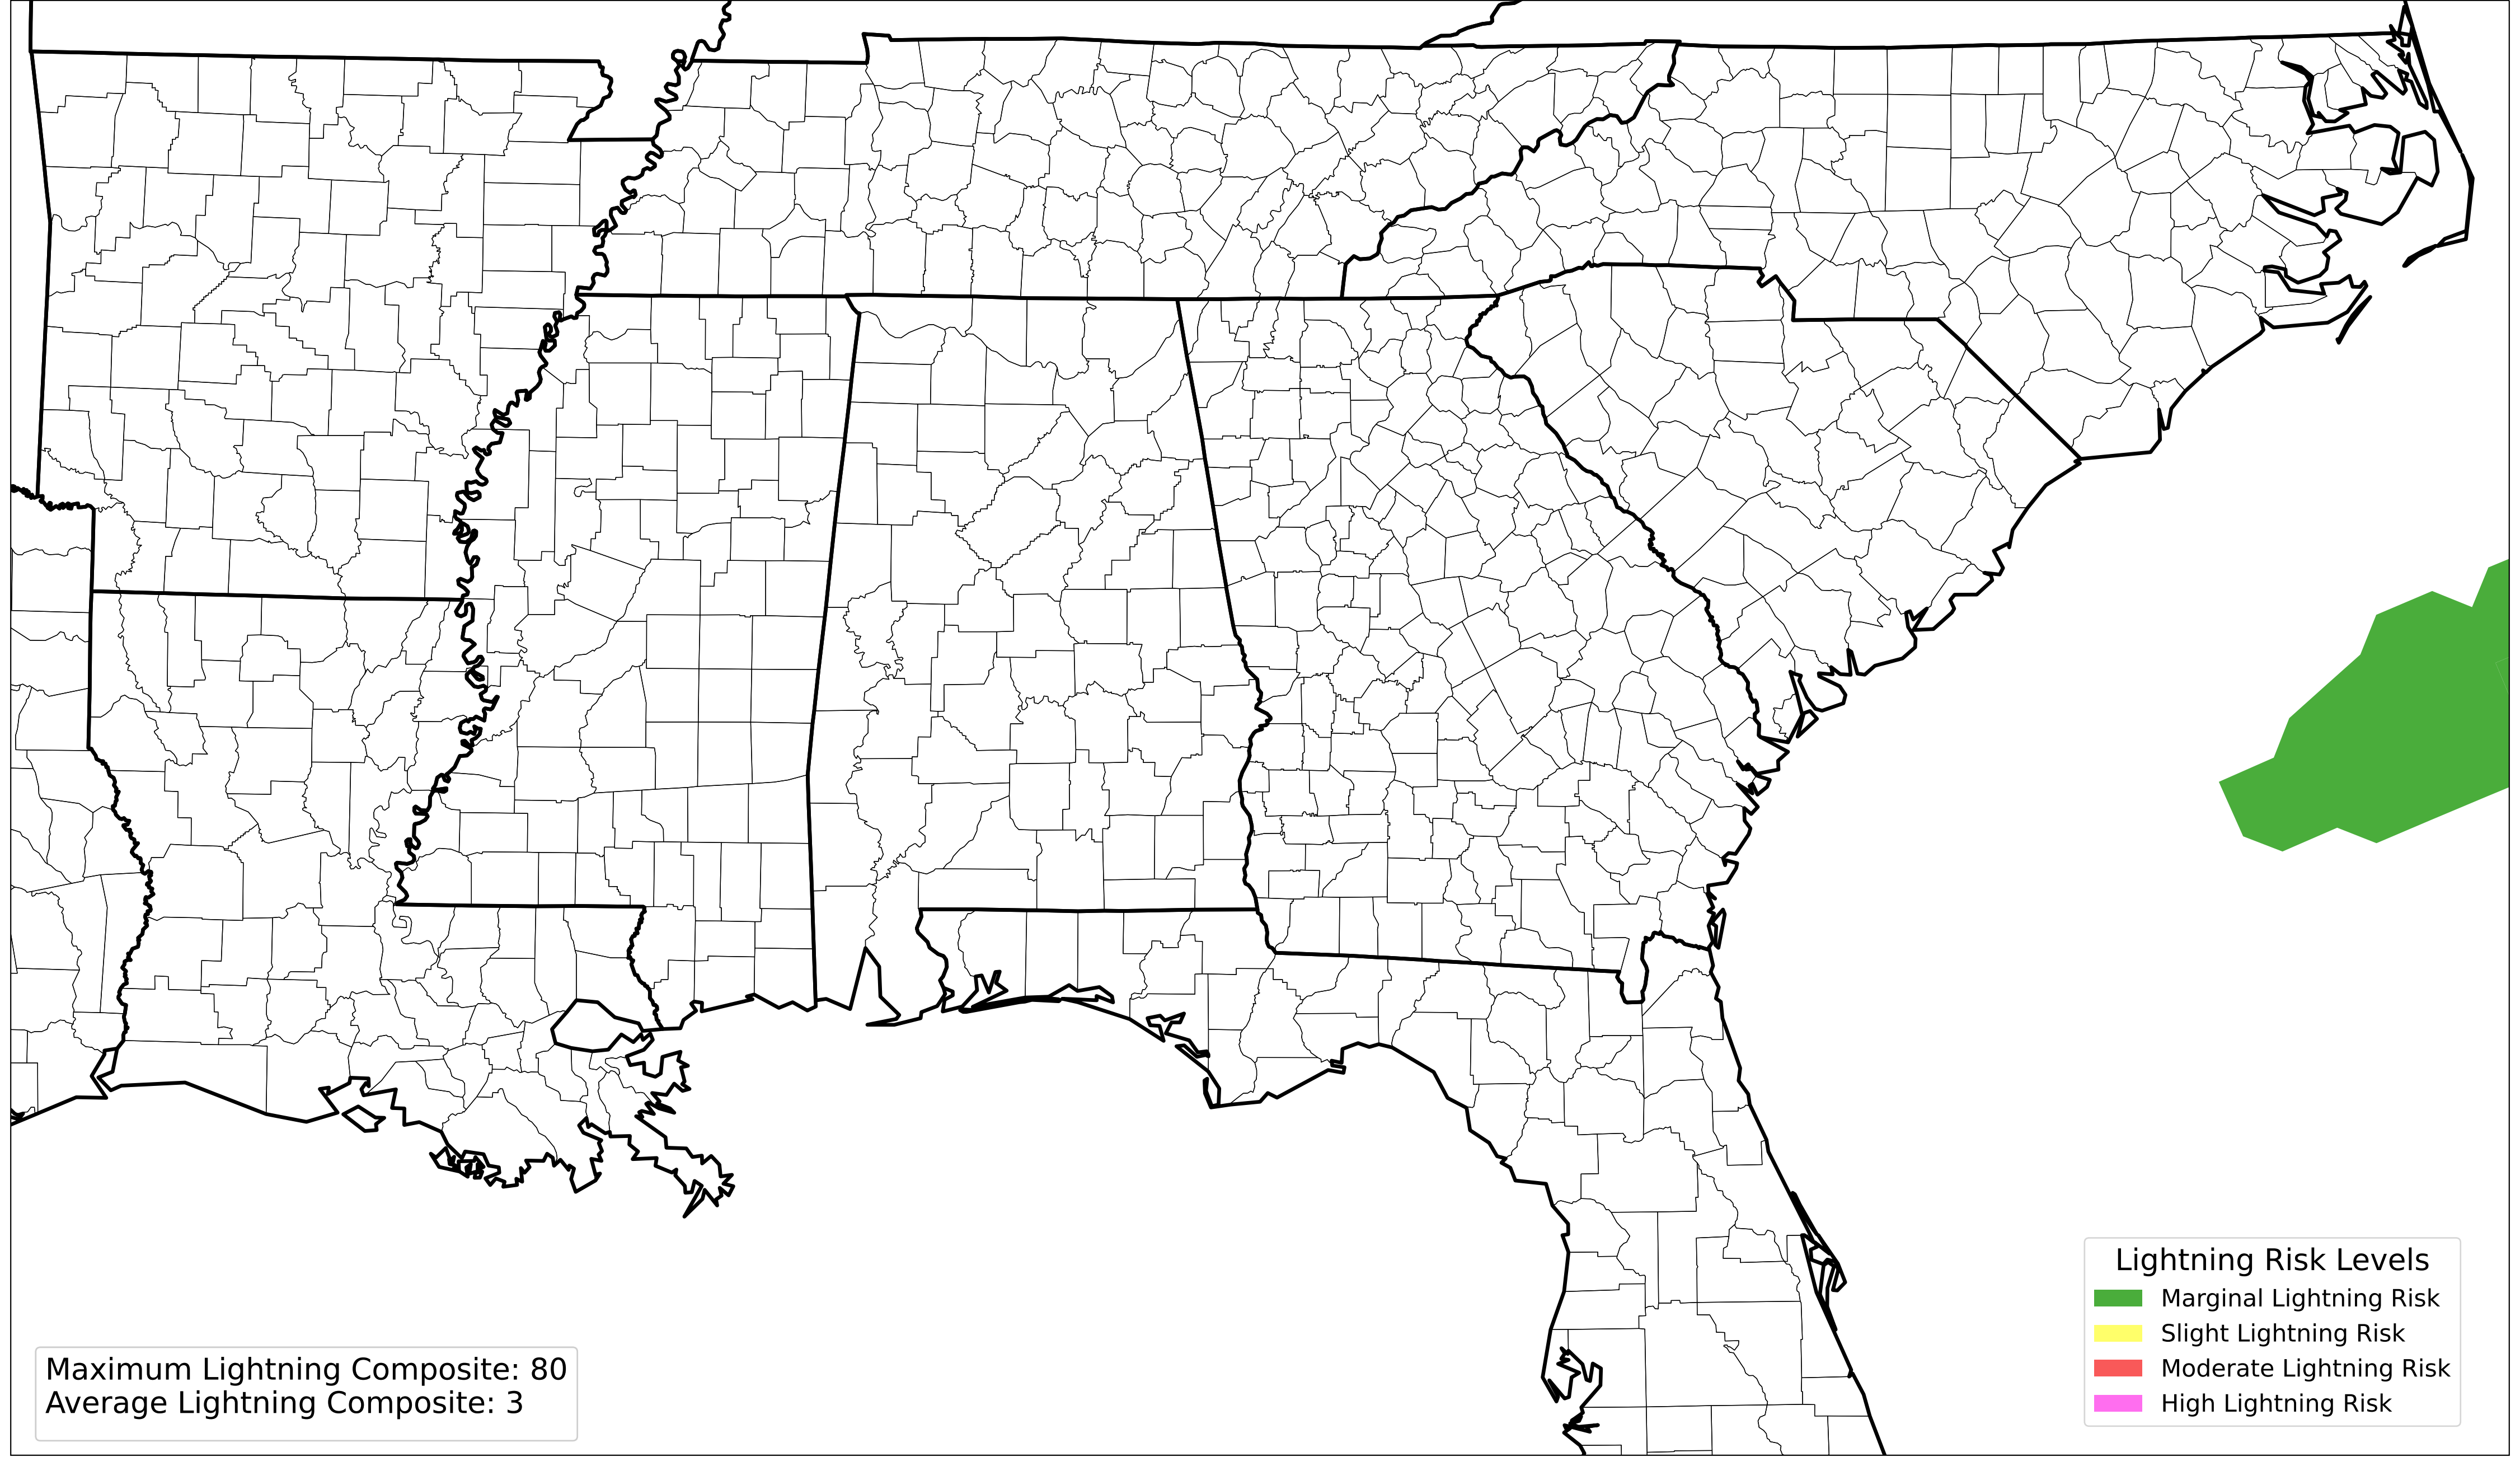 Maximum Lightning Composite: 80
Average Lightning Composite: 3
Lightning Risk Levels
Marginal Lightning Risk
Slight Lightning Risk
Moderate Lightning Risk
High Lightning Risk